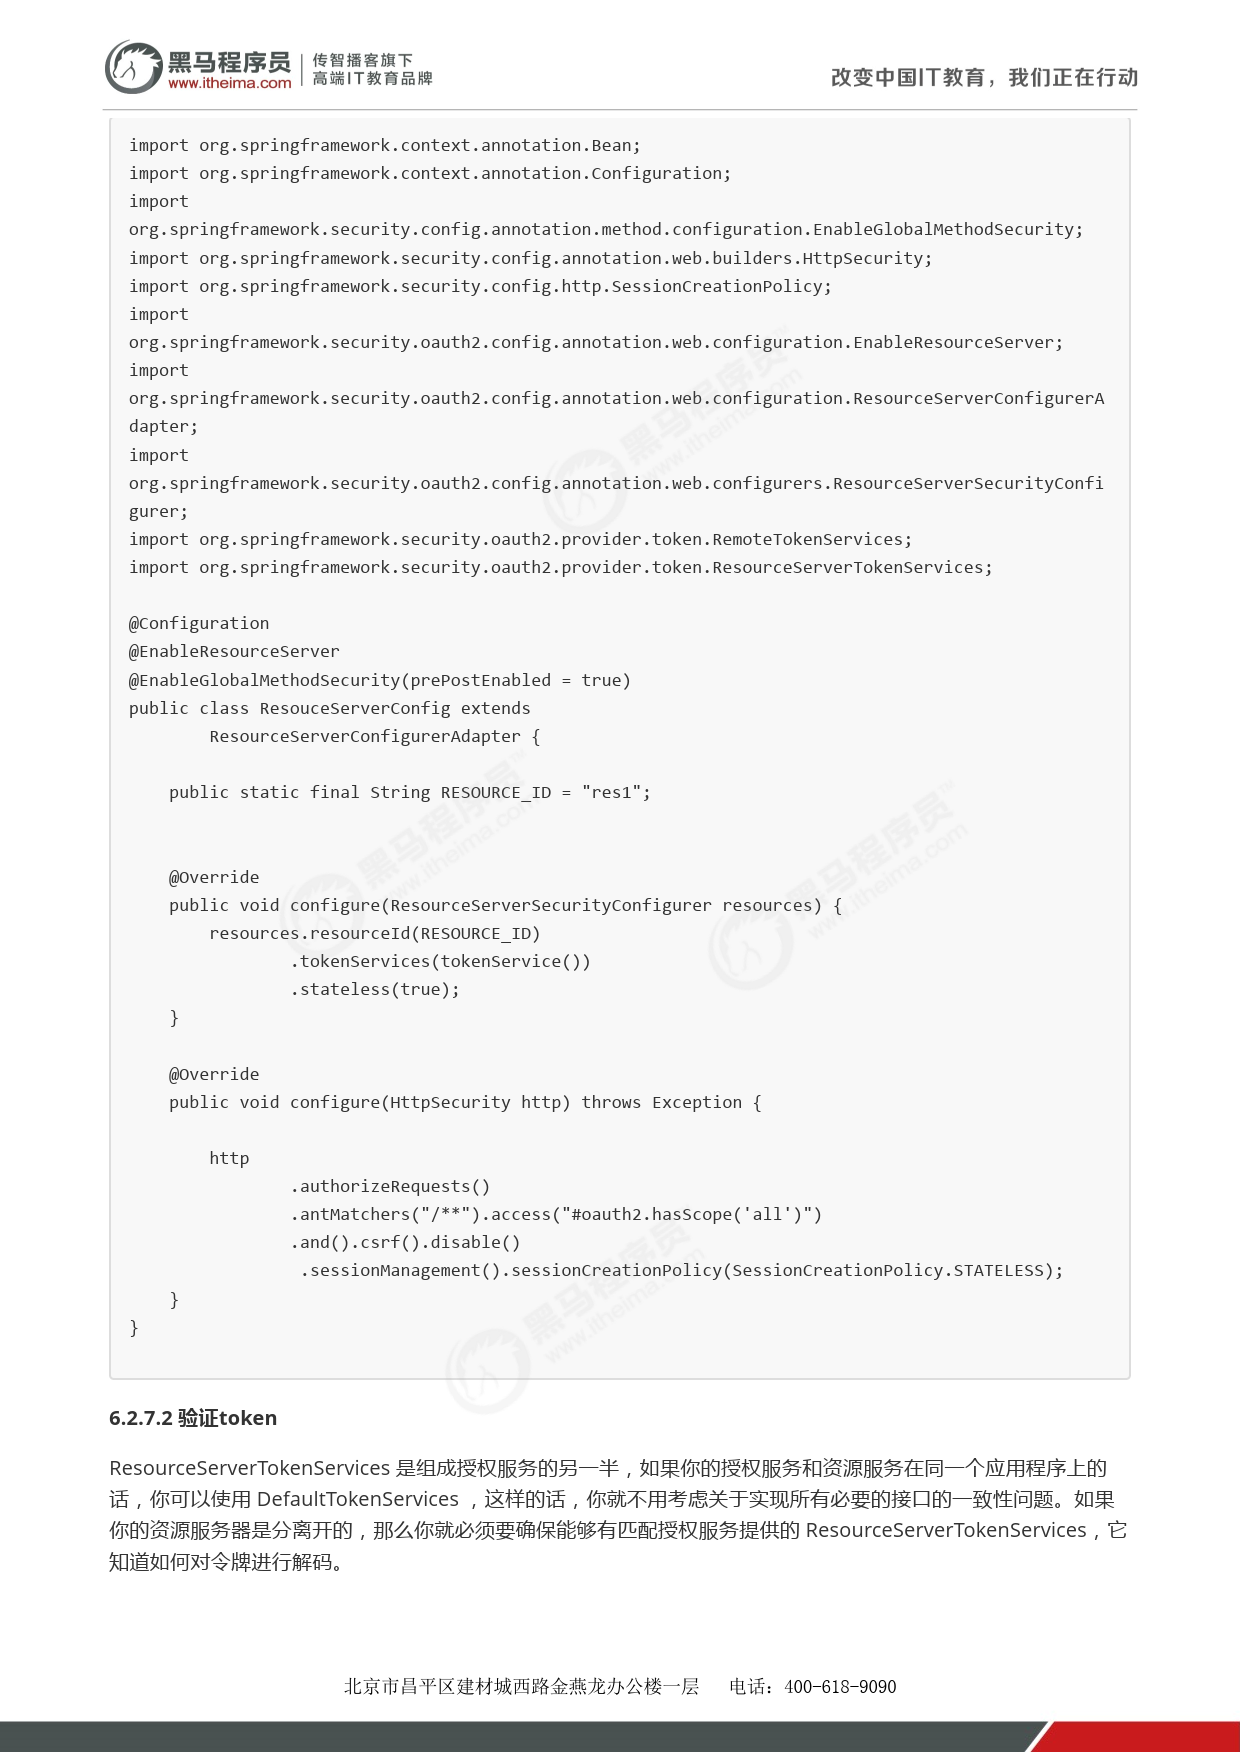 黑马程序员 传智播客旗下
www.itheima.com 高端IT教育品牌
改变中国IT教育，我们正在行动
import org.springframework.context.annotation.Bean;
import org.springframework.context.annotation.Configuration;
import
org.springframework.security.config.annotation.method.configuration.EnableGlobalMethodSecurity;
import org.springframework.security.config.annotation.web.builders.HttpSecurity;
import org.springframework.security.config.http.SessionCreationPolicy;
import
org.springframework.security.oauth2.config.annotation.web.configuration.EnableResourceServer;
import
org.springframework.security.oauth2.config.annotation.web.configuration.ResourceServerConfigurerA
dapter;
import
org.springframework.security.oauth2.config.annotation.web.configurers.ResourceServerSecurityConfi
gurer;
import org.springframework.security.oauth2.provider.token.RemoteTokenServices;
import org.springframework.security.oauth2.provider.token.ResourceServerTokenServices;

@Configuration
@EnableResourceServer
@EnableGlobalMethodSecurity(prePostEnabled = true)
public class ResouceServerConfig extends
        ResourceServerConfigurerAdapter {

    public static final String RESOURCE_ID = "res1";


    @Override
    public void configure(ResourceServerSecurityConfigurer resources) {
        resources.resourceId(RESOURCE_ID)
                .tokenServices(tokenService())
                .stateless(true);
    }

    @Override
    public void configure(HttpSecurity http) throws Exception {

        http
                .authorizeRequests()
                .antMatchers("/**").access("#oauth2.hasScope('all')")
                .and().csrf().disable()
                 .sessionManagement().sessionCreationPolicy(SessionCreationPolicy.STATELESS);
    }
}

6.2.7.2 验证token
ResourceServerTokenServices 是组成授权服务的另一半，如果你的授权服务和资源服务在同一个应用程序上的
话，你可以使用 DefaultTokenServices ，这样的话，你就不用考虑关于实现所有必要的接口的一致性问题。如果
你的资源服务器是分离开的，那么你就必须要确保能够有匹配授权服务提供的 ResourceServerTokenServices，它
知道如何对令牌进行解码。
北京市昌平区建材城西路金燕龙办公楼一层 电话：400-618-9090